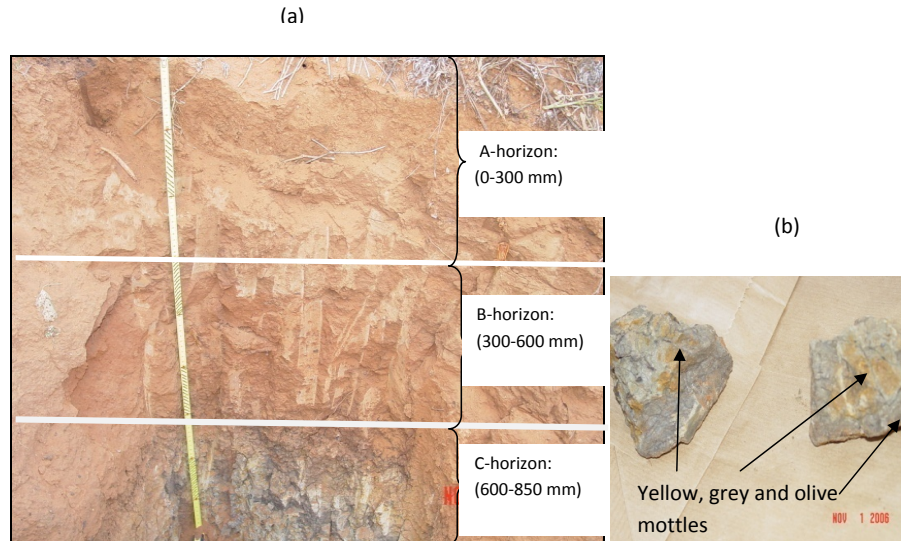 (a)
A-horizon:
(0-300 mm)
(b)
B-horizon:
(300-600 mm)
C-horizon:
(600-850 mm)
Yellow, grey and olive
mottles
NOV 1 2006